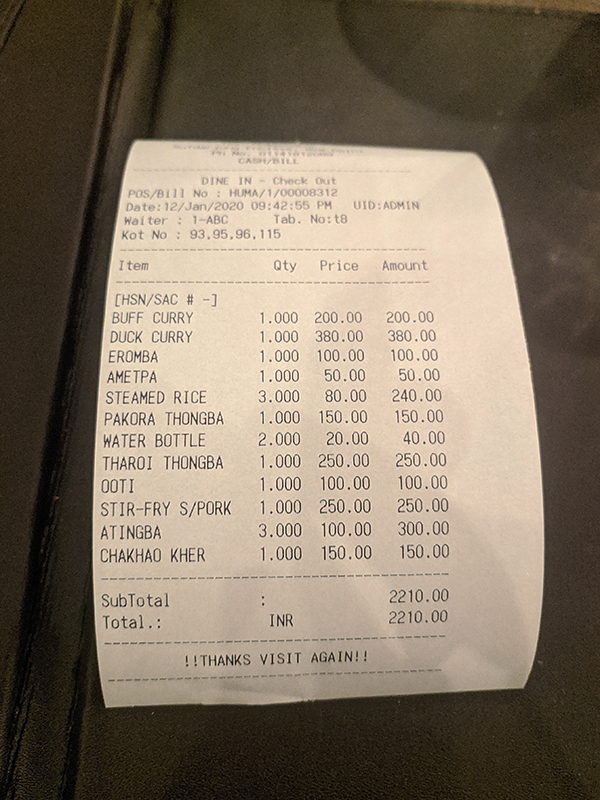 CASH/BILL
DINE IN - Check Out
POS/Bill No : HUMA/1/00008312
Date:12/Jan/2020 09:42:55 PM UID:ADMIN
Waiter : 1-ABC Tab. No:t8
Kot No : 93,95,96,115
Item Qty Price Amount
[HSN/SAC # -]
BUFF CURRY 1.000 200.00 200.00
DUCK CURRY 1.000 380.00 380.00
EROMBA 1.000 100.00 100.00
AMETPA 1.000 50.00 50.00
STEAMED RICE 3.000 80.00 240.00
PAKORA THONGBA 1.000 150.00 150.00
WATER BOTTLE 2.000 20.00 40.00
THAROI THONGBA 1.000 250.00 250.00
OOTI 1.000 100.00 100.00
STIR-FRY S/PORK 1.000 250.00 250.00
ATINGBA 3.000 100.00 300.00
CHAKHAO KHER 1.000 150.00 150.00
SubTotal : 2210.00
Total.: INR 2210.00
!!THANKS VISIT AGAIN!!